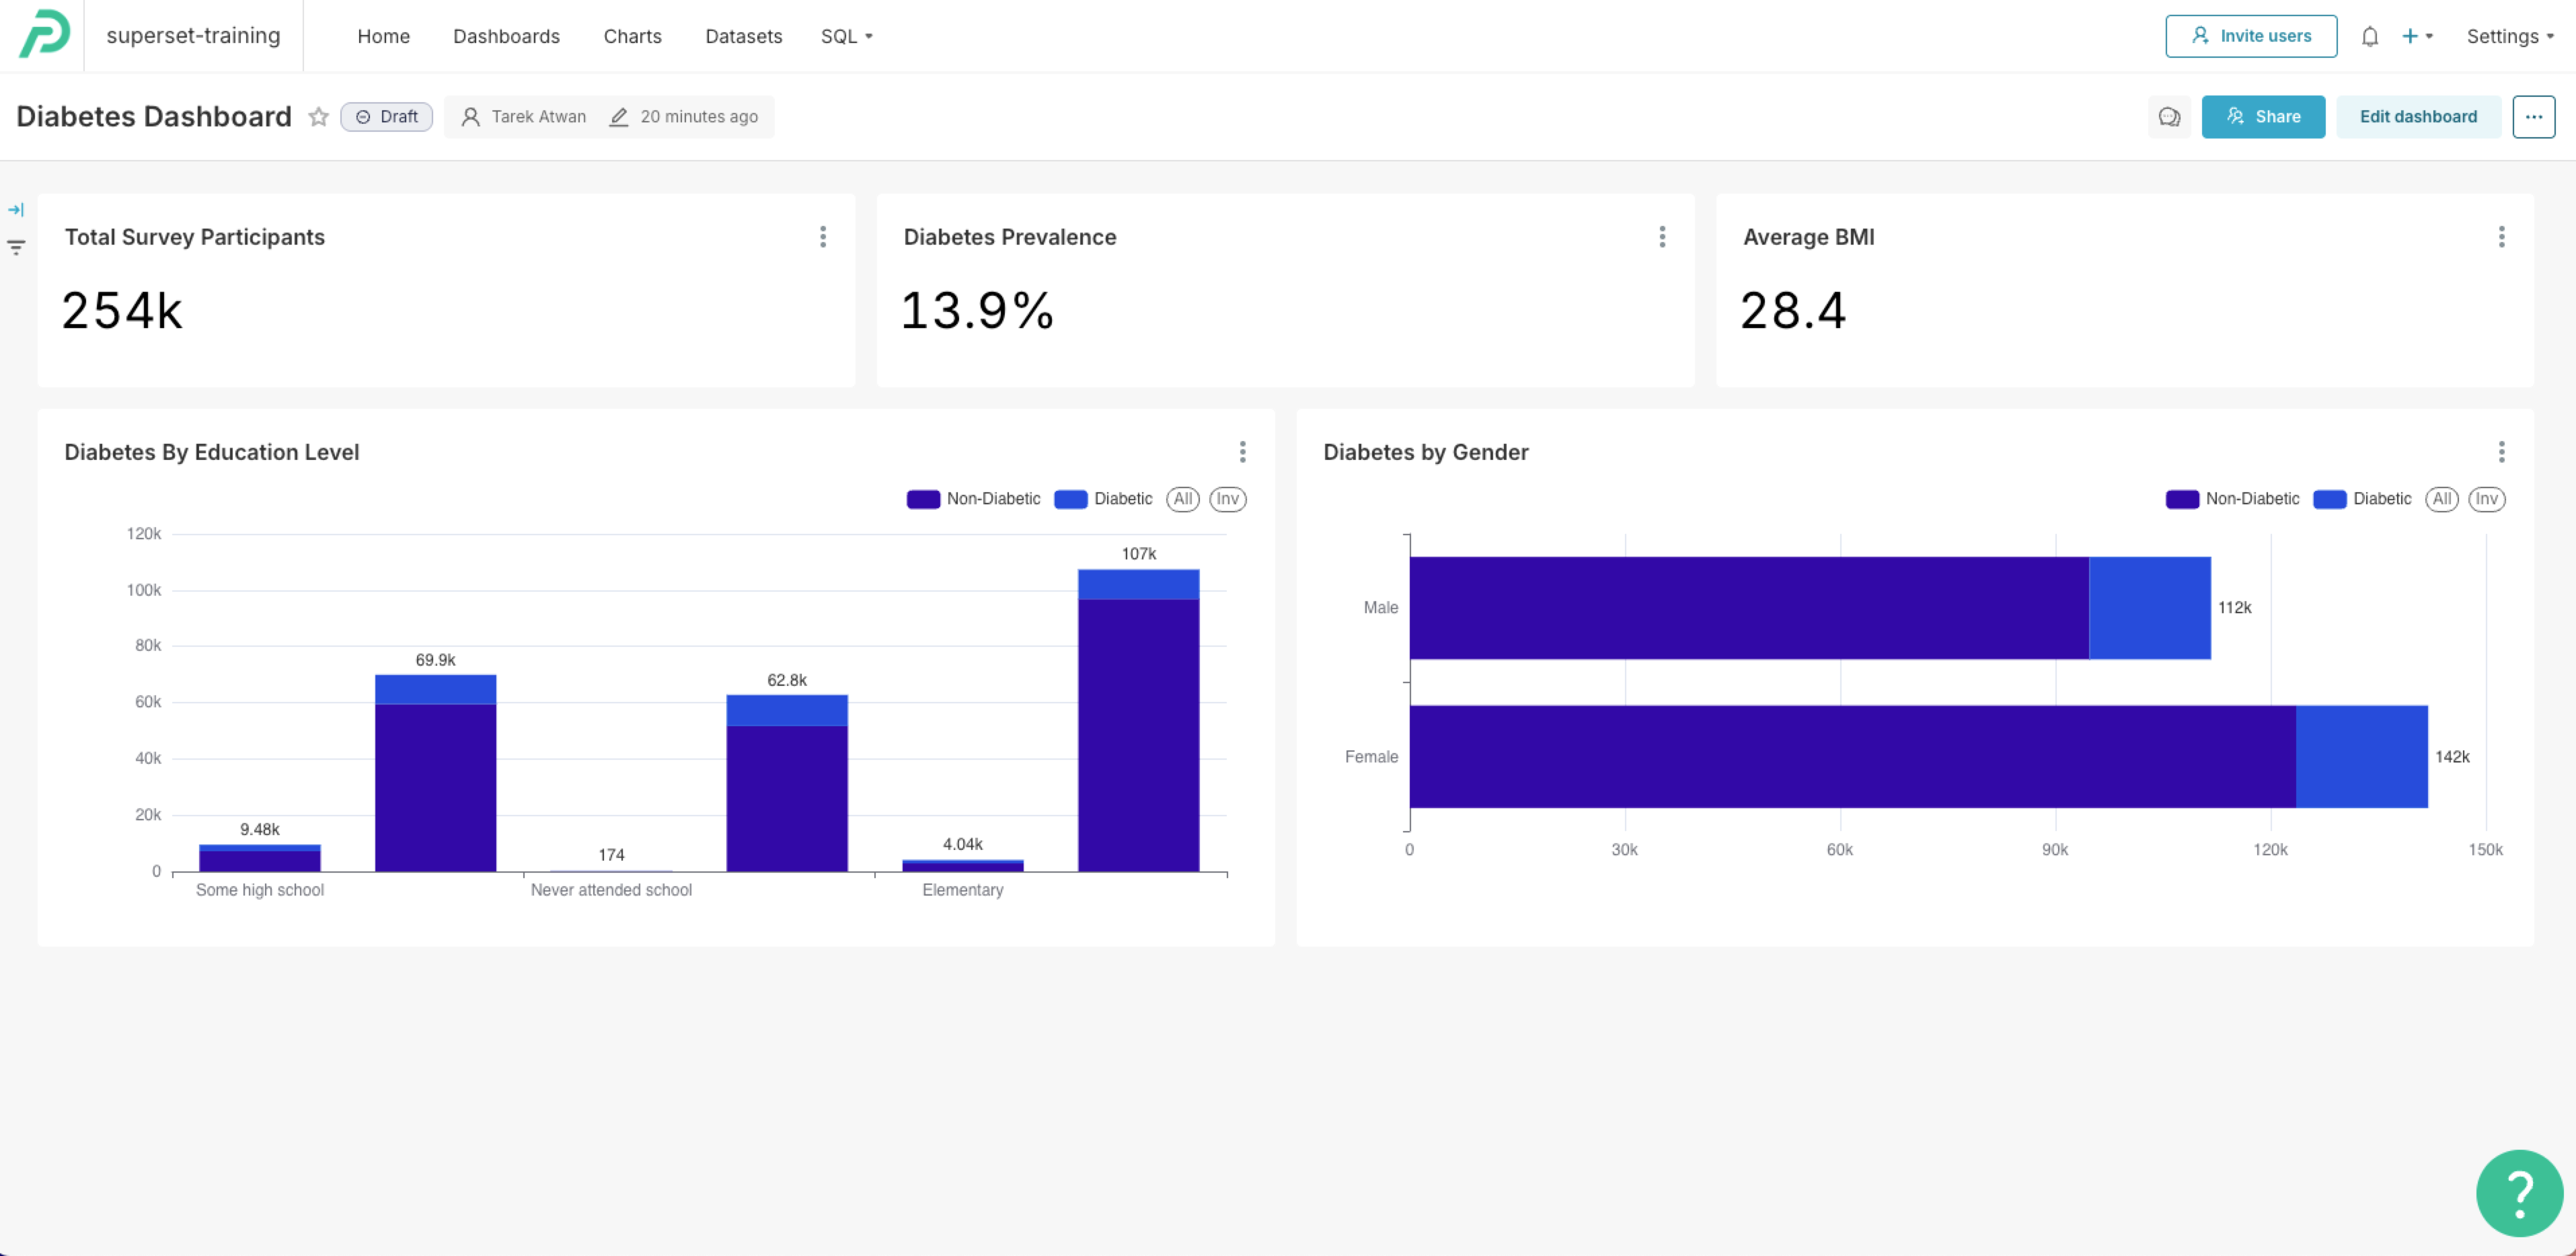 superset-training Home Dashboards Charts Datasets SQL Invite users + Settings
Diabetes Dashboard Draft Tarek Atwan 20 minutes ago Share Edit dashboard ...
Total Survey Participants
254k
Diabetes Prevalence
13.9%
Average BMI
28.4
Diabetes By Education Level
Non-Diabetic Diabetic All Inv
120k
100k
80k
60k
40k
20k
0
9.48k
69.9k
174
62.8k
4.04k
107k
Some high school Never attended school Elementary
Diabetes by Gender
Non-Diabetic Diabetic All Inv
Male 112k
Female 142k
0 30k 60k 90k 120k 150k
?